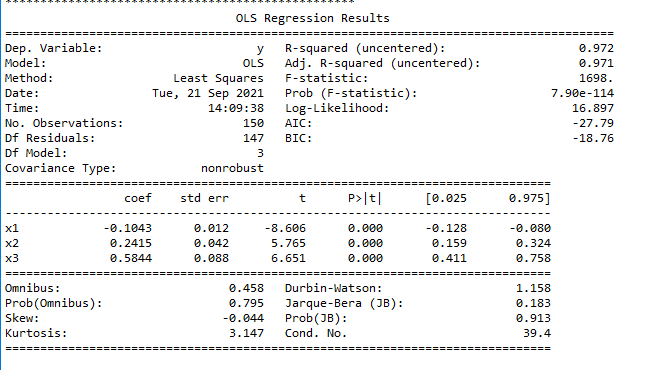 **************************************************
OLS Regression Results
==============================================================================
Dep. Variable: y R-squared (uncentered): 0.972
Model: OLS Adj. R-squared (uncentered): 0.971
Method: Least Squares F-statistic: 1698.
Date: Tue, 21 Sep 2021 Prob (F-statistic): 7.90e-114
Time: 14:09:38 Log-Likelihood: 16.897
No. Observations: 150 AIC: -27.79
Df Residuals: 147 BIC: -18.76
Df Model: 3
Covariance Type: nonrobust
==============================================================================
coef std err t P>|t| [0.025 0.975]
------------------------------------------------------------------------------
x1 -0.1043 0.012 -8.606 0.000 -0.128 -0.080
x2 0.2415 0.042 5.765 0.000 0.159 0.324
x3 0.5844 0.088 6.651 0.000 0.411 0.758
==============================================================================
Omnibus: 0.458 Durbin-Watson: 1.158
Prob(Omnibus): 0.795 Jarque-Bera (JB): 0.183
Skew: -0.044 Prob(JB): 0.913
Kurtosis: 3.147 Cond. No. 39.4
==============================================================================